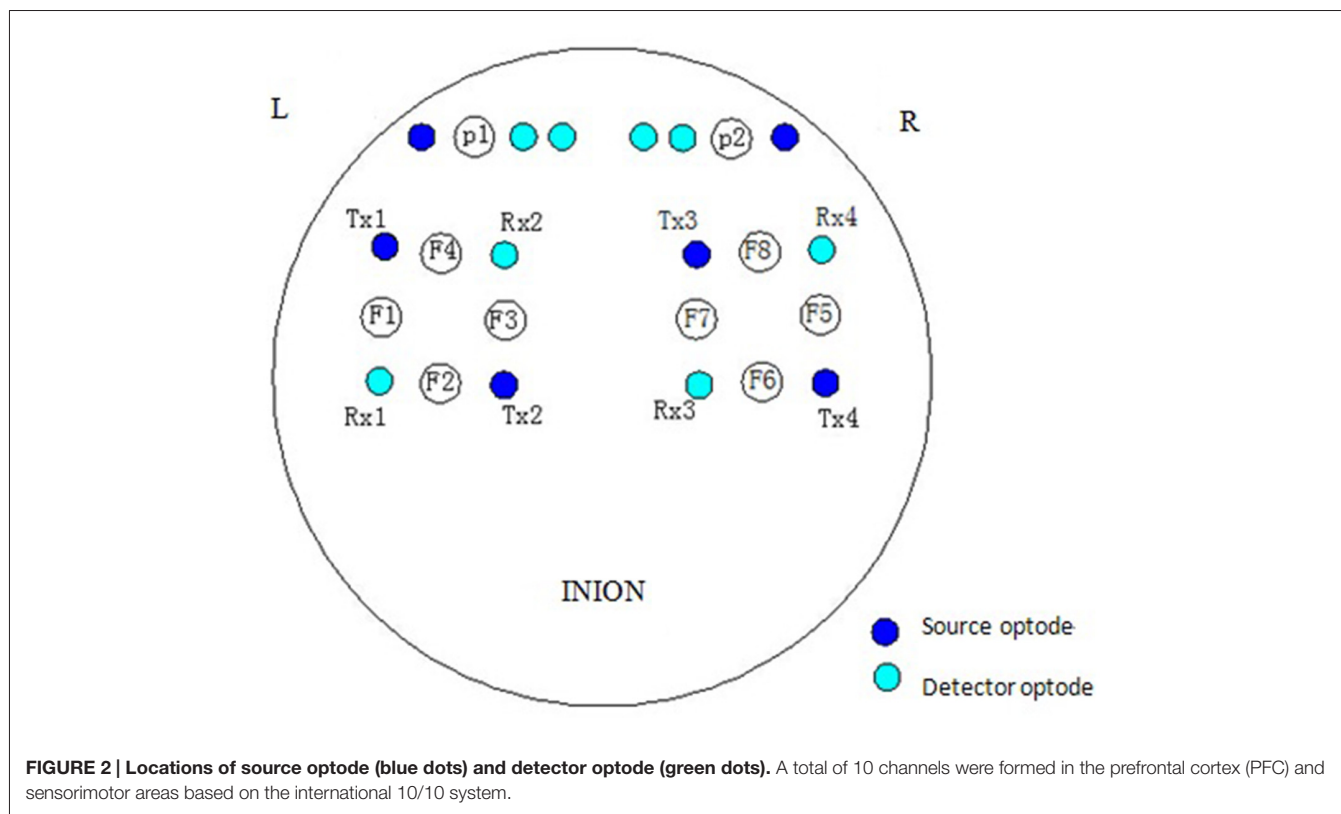 L
R
p1
p2
Tx1
Rx2
Tx3
Rx4
F4
F8
F1
F3
F7
F5
F2
F6
Rx1
Tx2
Rx3
Tx4
INION
Source optode
Detector optode
FIGURE 2 | Locations of source optode (blue dots) and detector optode (green dots). A total of 10 channels were formed in the prefrontal cortex (PFC) and
sensorimotor areas based on the international 10/10 system.